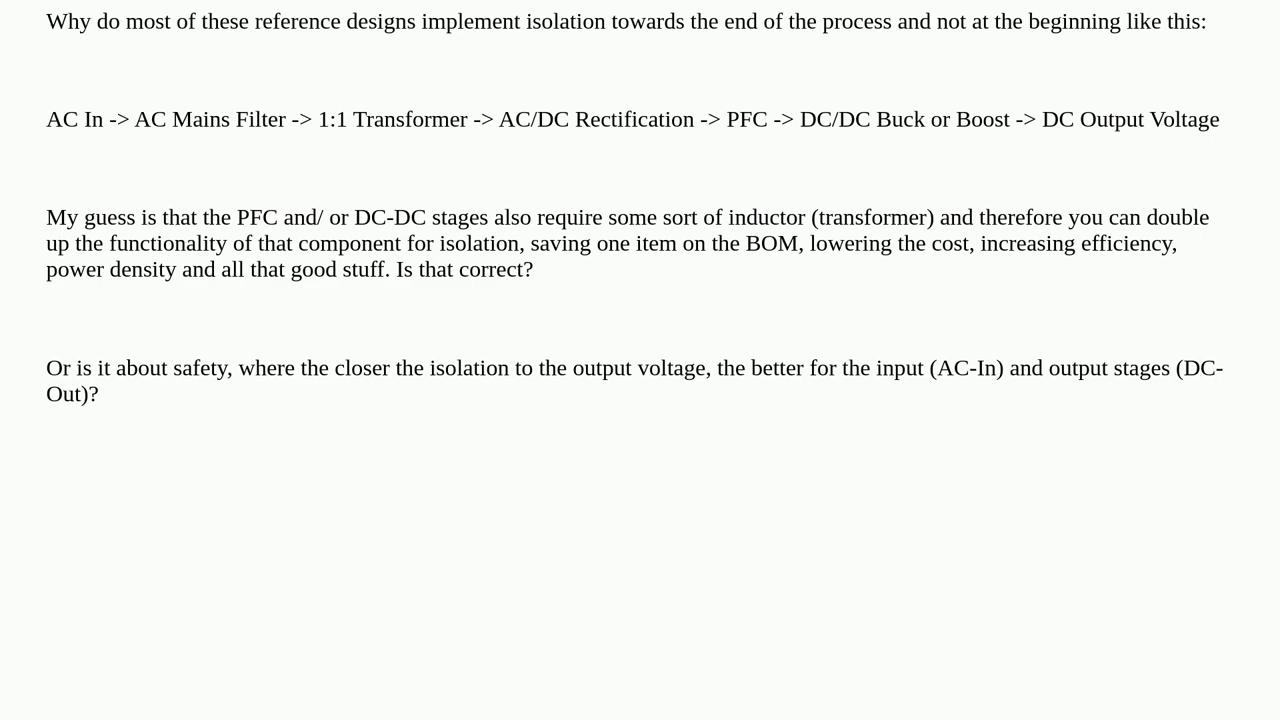 Why do most of these reference designs implement isolation towards the end of the process and not at the beginning like this:
AC In -> AC Mains Filter -> 1:1 Transformer -> AC/DC Rectification -> PFC -> DC/DC Buck or Boost -> DC Output Voltage
My guess is that the PFC and/ or DC-DC stages also require some sort of inductor (transformer) and therefore you can double
up the functionality of that component for isolation, saving one item on the BOM, lowering the cost, increasing efficiency,
power density and all that good stuff. Is that correct?
Or is it about safety, where the closer the isolation to the output voltage, the better for the input (AC-In) and output stages (DC-
Out)?